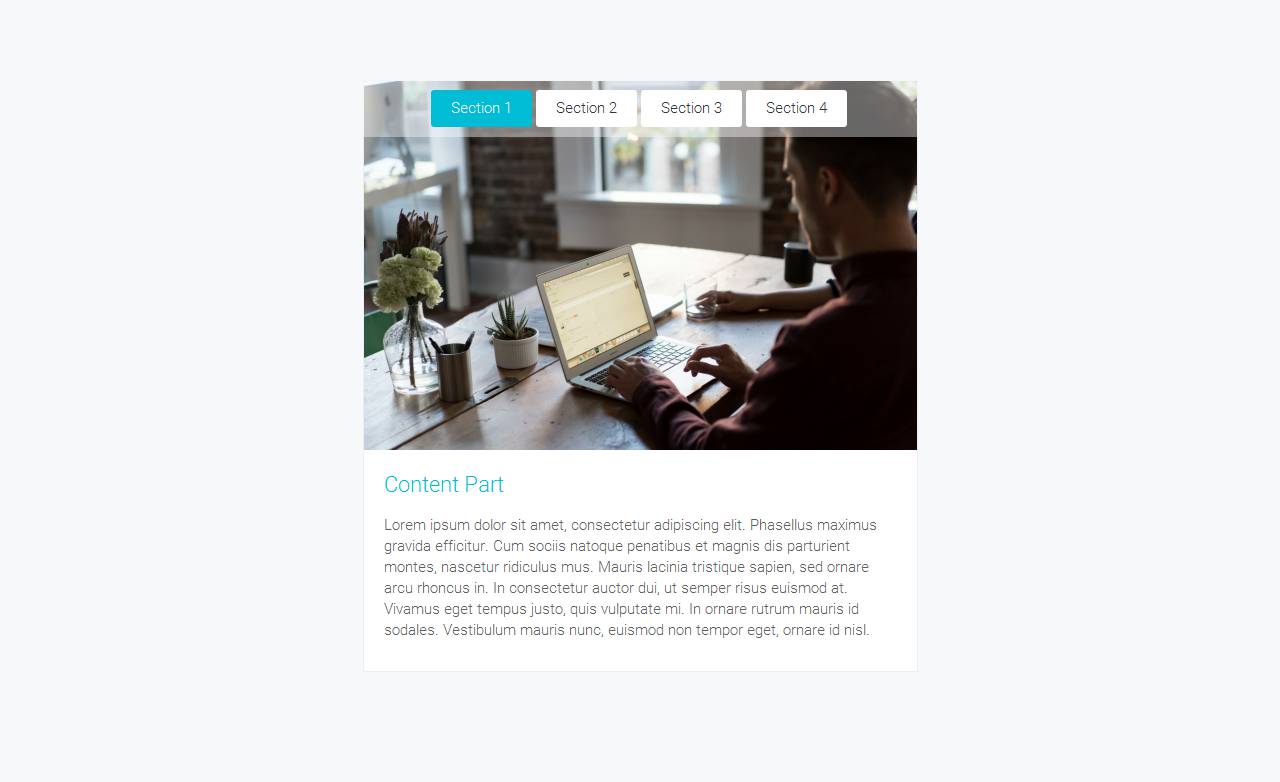 Section 1 Section 2 Section 3 Section 4
Content Part
Lorem ipsum dolor sit amet, consectetur adipiscing elit. Phasellus maximus
gravida efficitur. Cum sociis natoque penatibus et magnis dis parturient
montes, nascetur ridiculus mus. Mauris lacinia tristique sapien, sed ornare
arcu rhoncus in. In consectetur auctor dui, ut semper risus euismod at.
Vivamus eget tempus justo, quis vulputate mi. In ornare rutrum mauris id
sodales. Vestibulum mauris nunc, euismod non tempor eget, ornare id nisl.